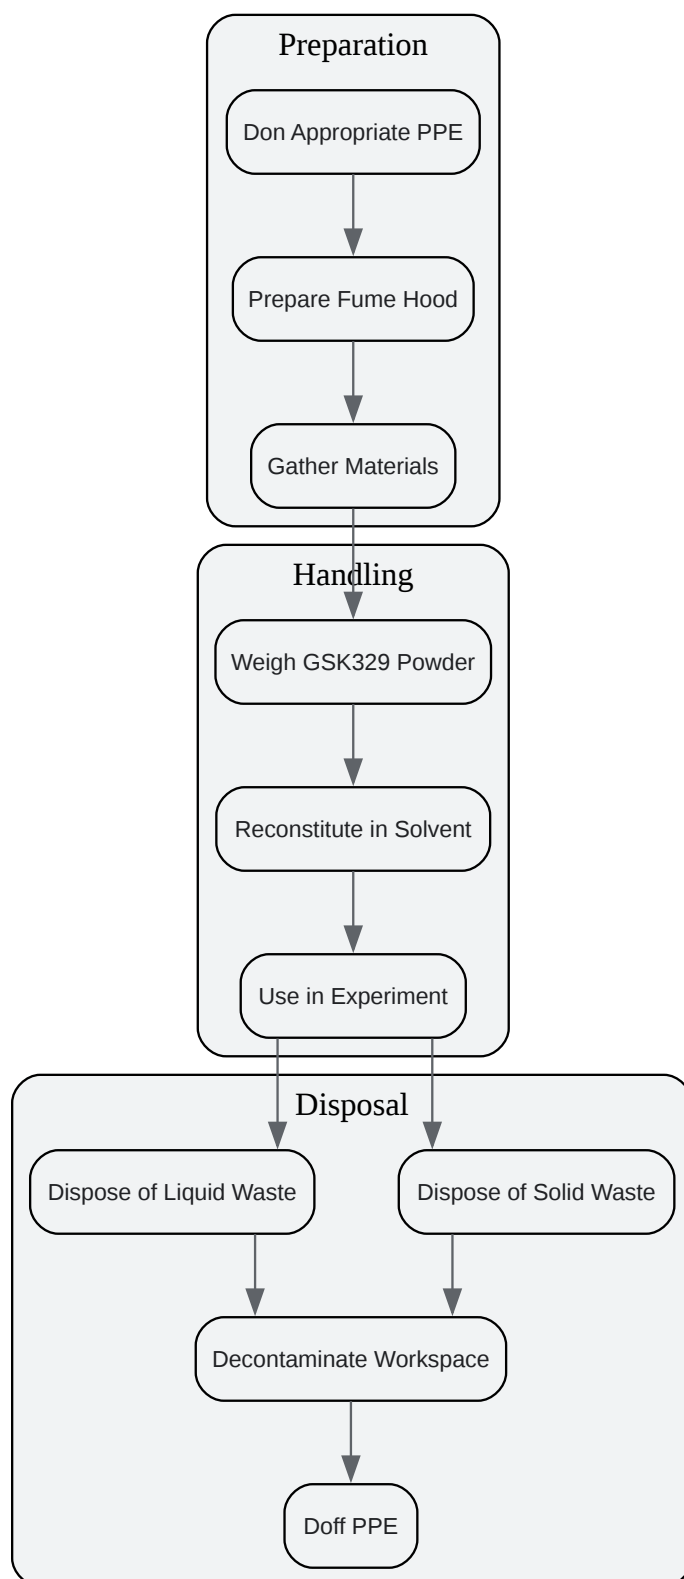 Preparation
Don Appropriate PPE
Prepare Fume Hood
Gather Materials
Handling
Weigh GSK329 Powder
Reconstitute in Solvent
Use in Experiment
Disposal
Dispose of Liquid Waste
Dispose of Solid Waste
Decontaminate Workspace
Doff PPE